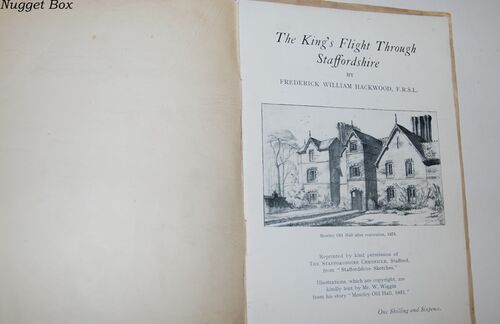 Nugget Box
The King's Flight Through
Staffordshire
BY
FREDERICK WILLIAM HACKWOOD, F.R.S.L.
Moseley Old Hall after restoration, 1874.
Reprinted by kind permission of
THE STAFFORDSHIRE CHRONICLE, Stafford,
from "Staffordshire Sketches."
Illustrations, which are copyright, are
kindly lent by Mr. W. Wiggin
from his story "Moseley Old Hall, 1651."
One Shilling and Sixpence.